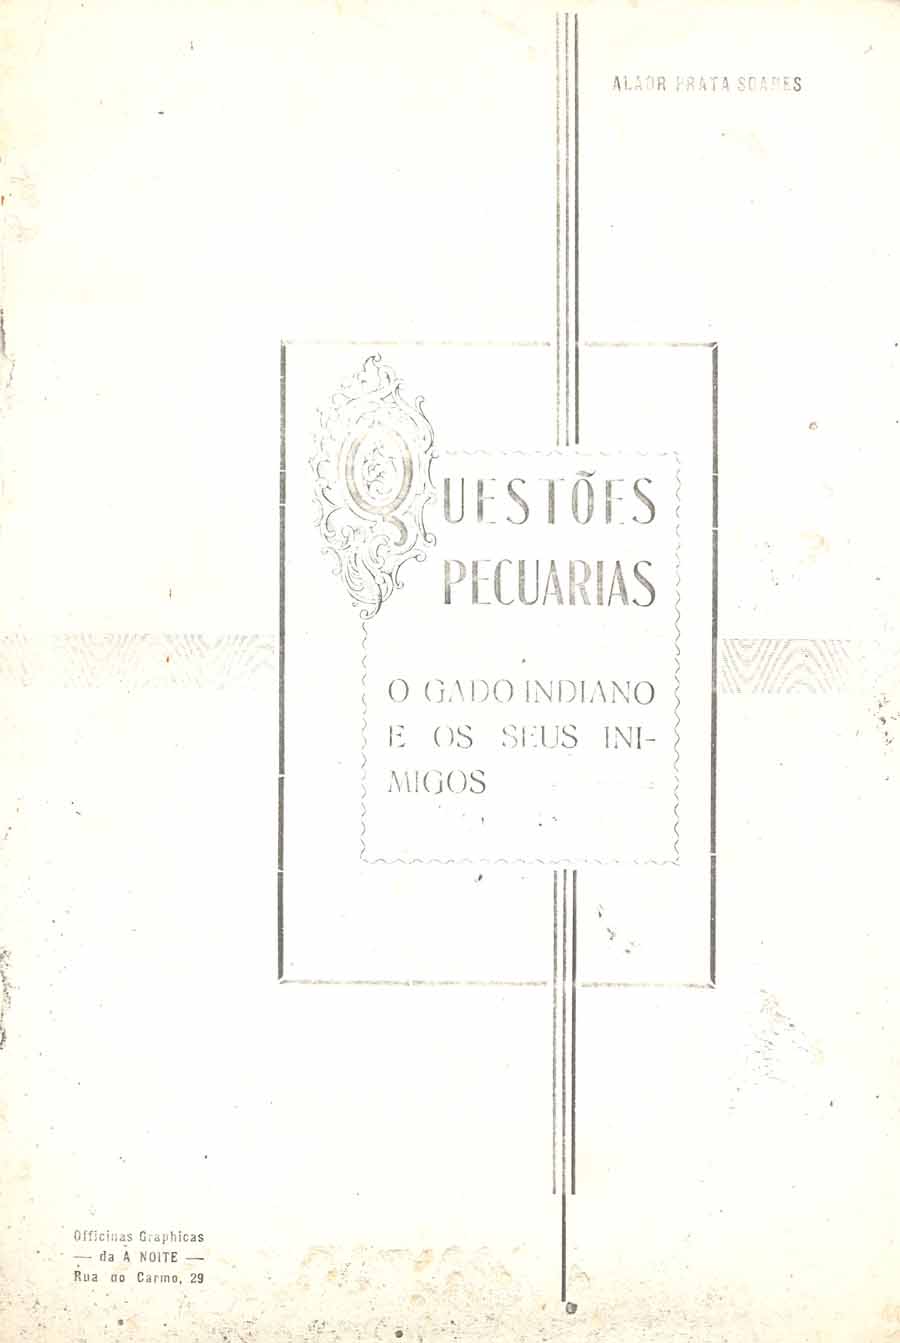 ALAOR PRATA SOARES
QUESTÕES
PECUARIAS
O GADO INDIANO
E OS SEUS INI-
MIGOS
Officinas Graphicas
— da A NOITE —
Rua do Carmo, 29